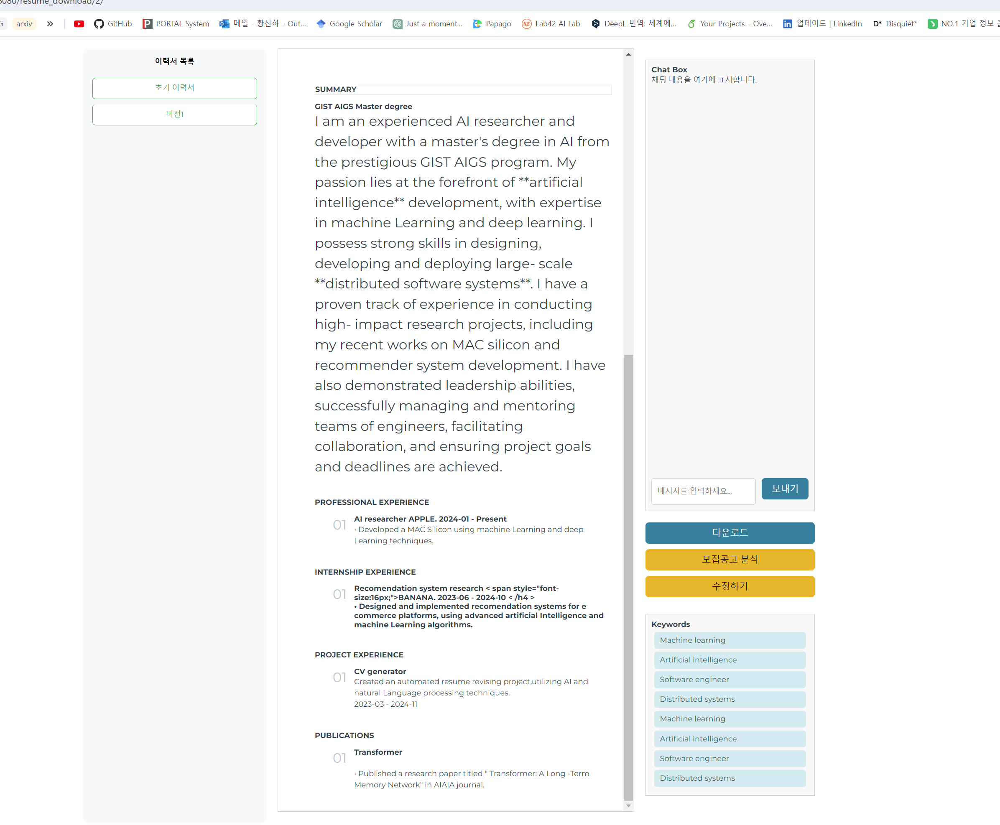 8080/resume_download/2/
G
arxiv
»
GitHub
PORTAL System
메일 - 황산하 - Out...
Google Scholar
Just a moment...
Papago
Lab42 AI Lab
DeepL 번역: 세계에...
Your Projects - Ove...
업데이트 | LinkedIn
D* Disquiet*
NO.1 기업 정보
이력서 목록
초기 이력서
버전1
SUMMARY
GIST AIGS Master degree
I am an experienced AI researcher and
developer with a master's degree in AI from
the prestigious GIST AIGS program. My
passion lies at the forefront of **artificial
intelligence** development, with expertise
in machine Learning and deep learning. I
possess strong skills in designing,
developing and deploying large- scale
**distributed software systems**. I have a
proven track of experience in conducting
high- impact research projects, including
my recent works on MAC silicon and
recommender system development. I have
also demonstrated leadership abilities,
successfully managing and mentoring
teams of engineers, facilitating
collaboration, and ensuring project goals
and deadlines are achieved.
PROFESSIONAL EXPERIENCE
01
AI researcher APPLE. 2024-01 - Present
• Developed a MAC Silicon using machine Learning and deep
Learning techniques.
INTERNSHIP EXPERIENCE
01
Recomendation system research < span style="font-
size:16px;">BANANA. 2023-06 - 2024-10 < /h4 >
• Designed and implemented recomendation systems for e
commerce platforms, using advanced artificial Intelligence and
machine Learning algorithms.
PROJECT EXPERIENCE
01
CV generator
Created an automated resume revising project,utilizing AI and
natural Language processing techniques.
2023-03 - 2024-11
PUBLICATIONS
01
Transformer
• Published a research paper titled " Transformer: A Long -Term
Memory Network" in AIAIA journal.
Chat Box
채팅 내용을 여기에 표시합니다.
메시지를 입력하세요...
보내기
다운로드
모집공고 분석
수정하기
Keywords
Machine learning
Artificial intelligence
Software engineer
Distributed systems
Machine learning
Artificial intelligence
Software engineer
Distributed systems